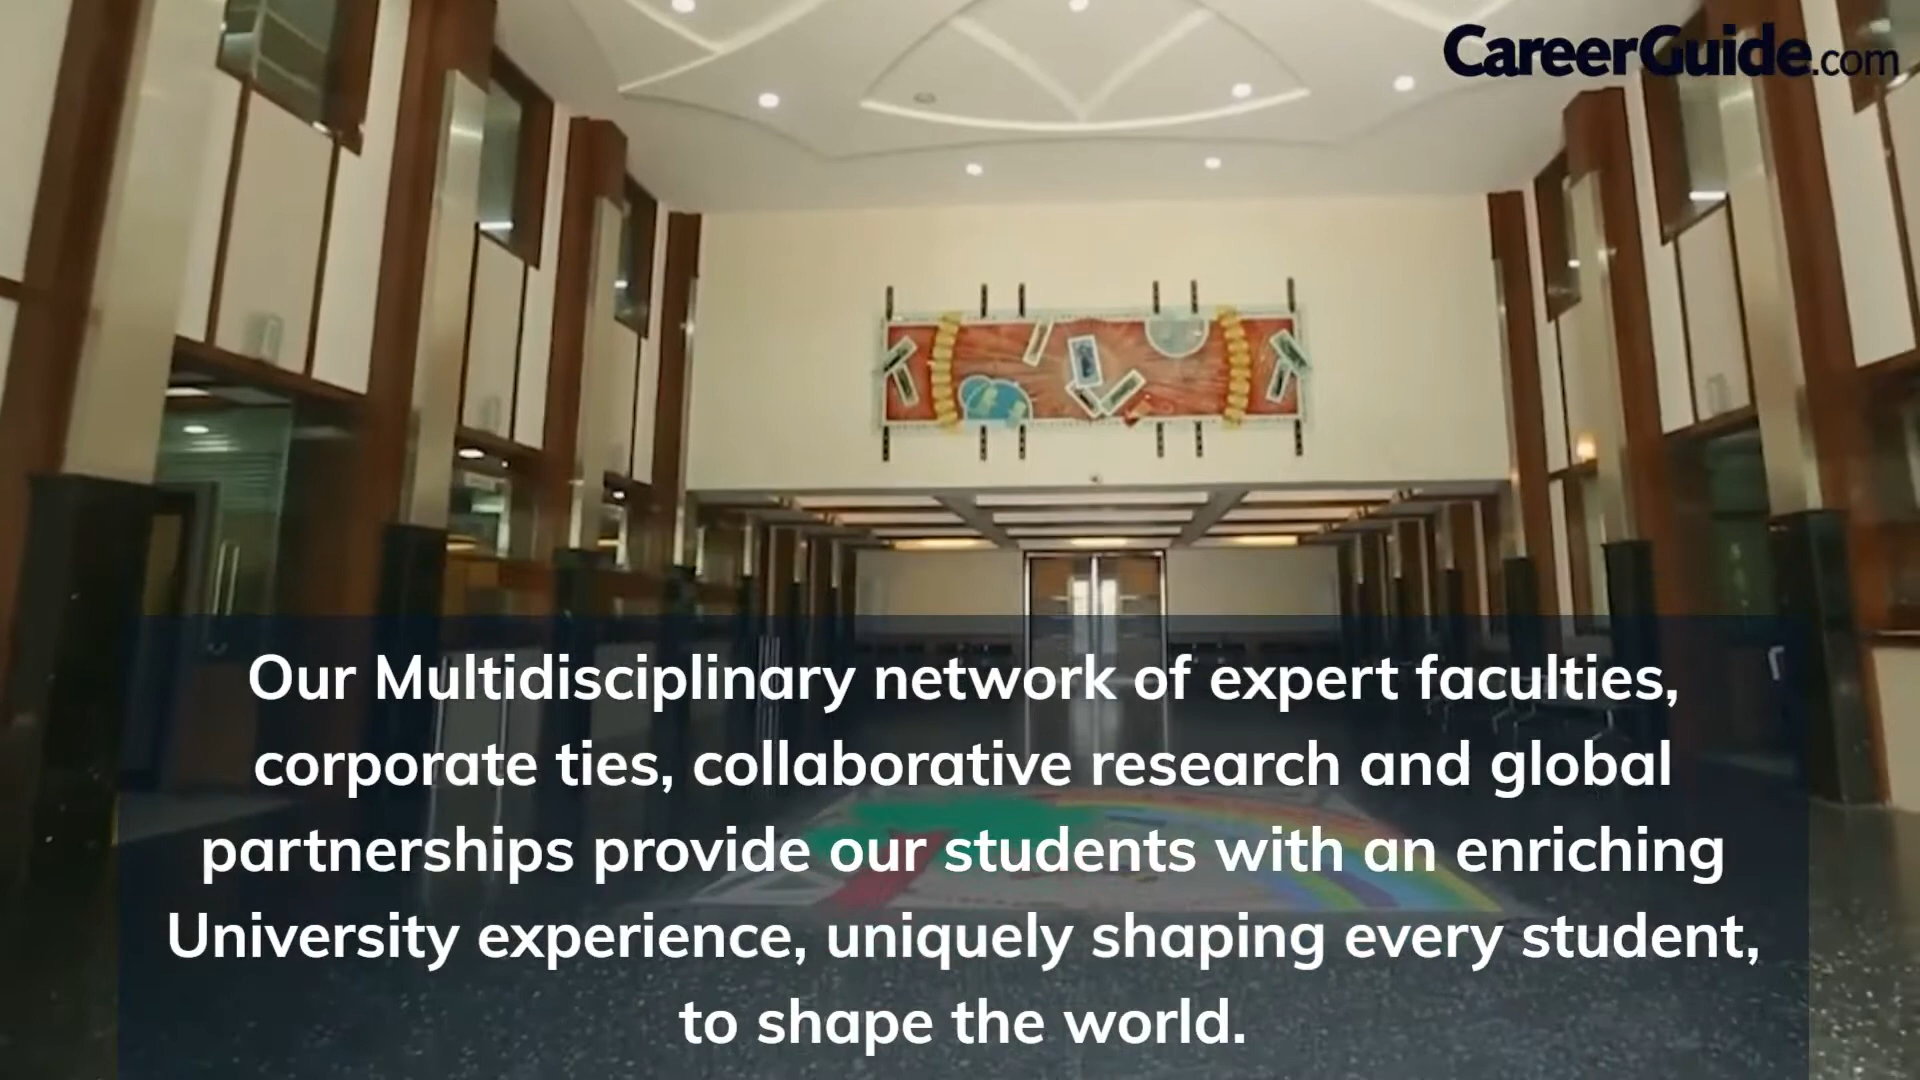 CareerGuide.com
Our Multidisciplinary network of expert faculties,
corporate ties, collaborative research and global
partnerships provide our students with an enriching
University experience, uniquely shaping every student,
to shape the world.